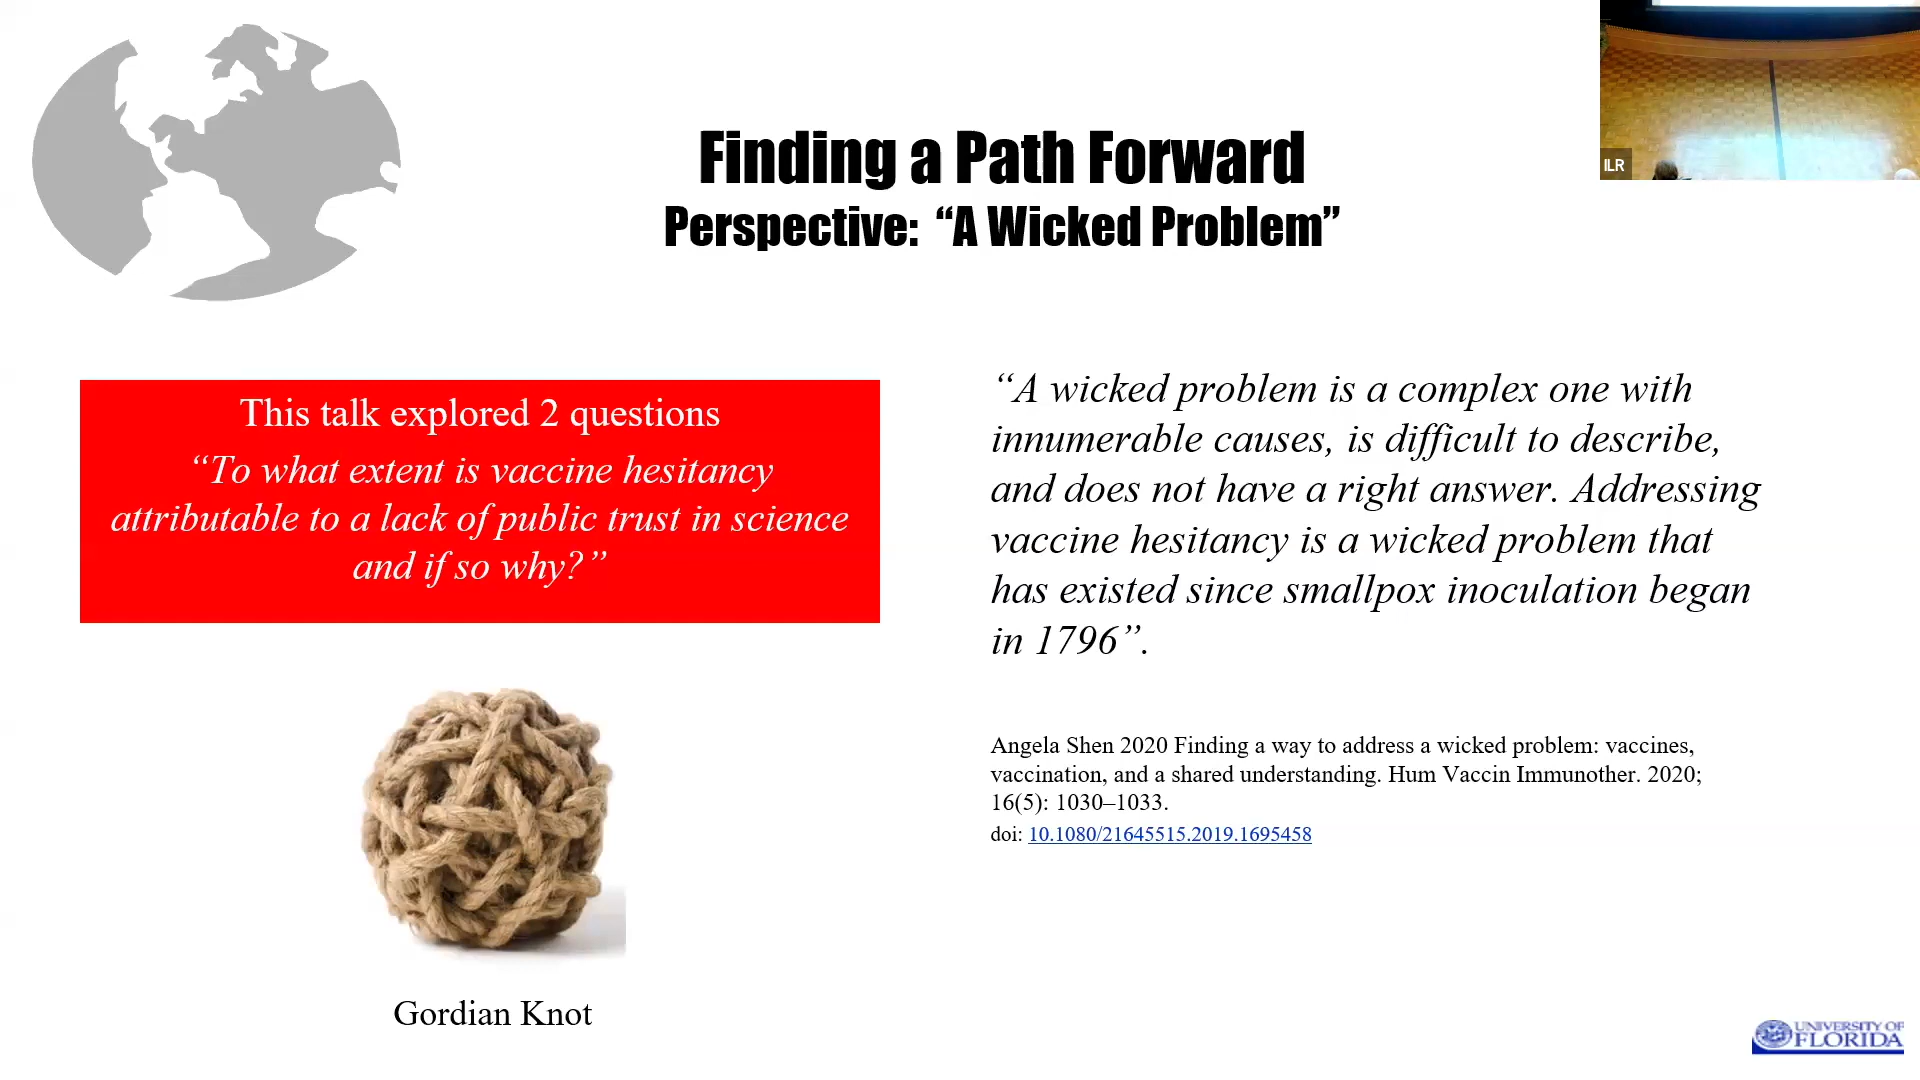 ILR
Finding a Path Forward
Perspective: “A Wicked Problem”
This talk explored 2 questions
“To what extent is vaccine hesitancy
attributable to a lack of public trust in science
and if so why?”
Gordian Knot
“A wicked problem is a complex one with
innumerable causes, is difficult to describe,
and does not have a right answer. Addressing
vaccine hesitancy is a wicked problem that
has existed since smallpox inoculation began
in 1796”.
Angela Shen 2020 Finding a way to address a wicked problem: vaccines,
vaccination, and a shared understanding. Hum Vaccin Immunother. 2020;
16(5): 1030–1033.
doi: 10.1080/21645515.2019.1695458
UNIVERSITY OF
FLORIDA